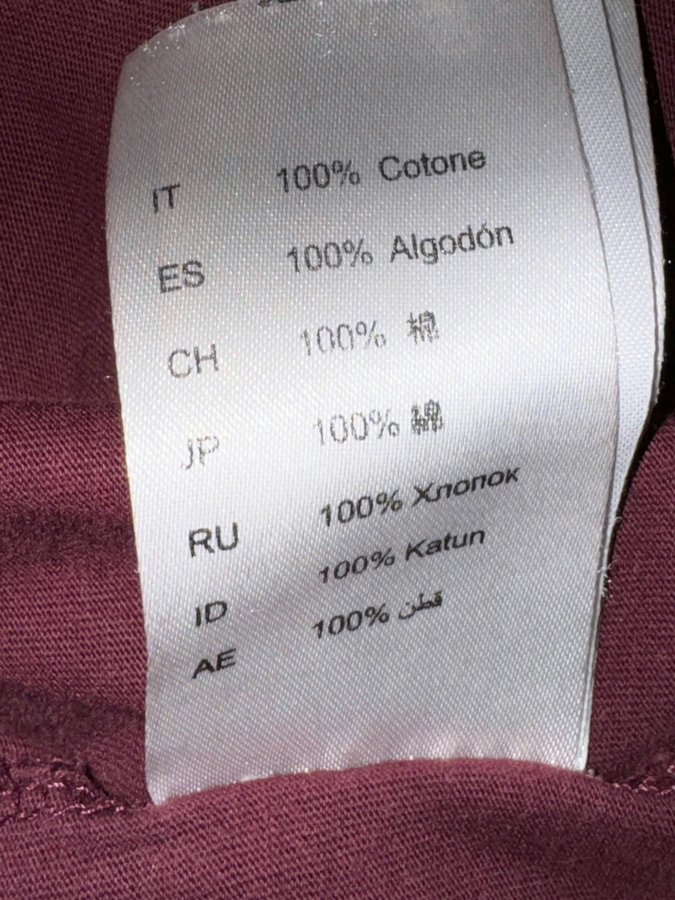 IT 100% Cotone
ES 100% Algodón
CH 100% 棉
JP 100% 綿
RU 100% Хлопок
ID 100% Katun
AE 100% قطن